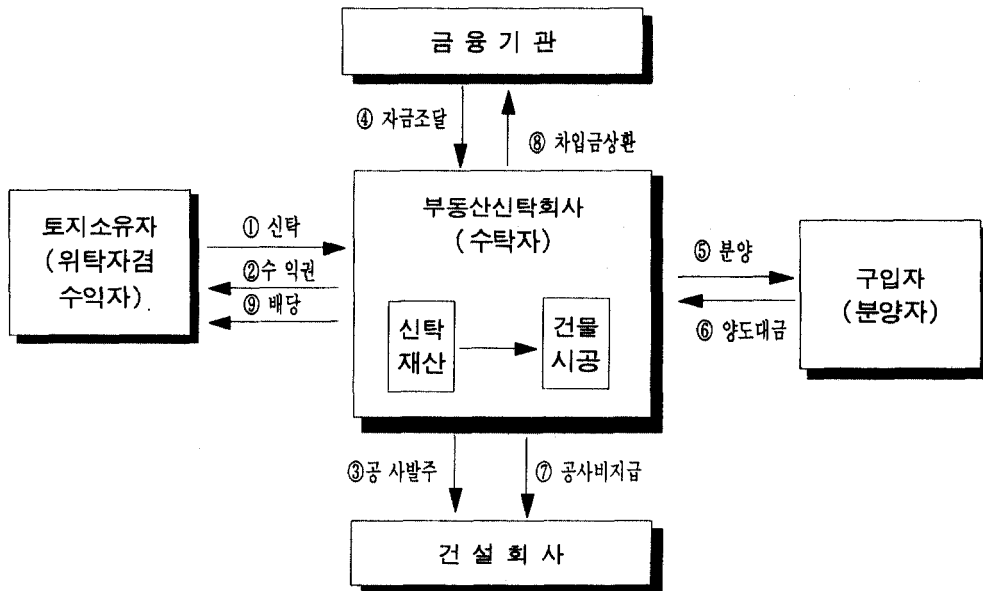 금 융 기 관
④ 자금조달
⑧ 차입금상환
토지소유자
(위탁자겸
수익자)
① 신탁
②수 익권
⑨ 배당
부동산신탁회사
(수탁자)
신탁
재산
건물
시공
⑤ 분양
⑥ 양도대금
구입자
(분양자)
③공 사발주
⑦ 공사비지급
건 설 회 사